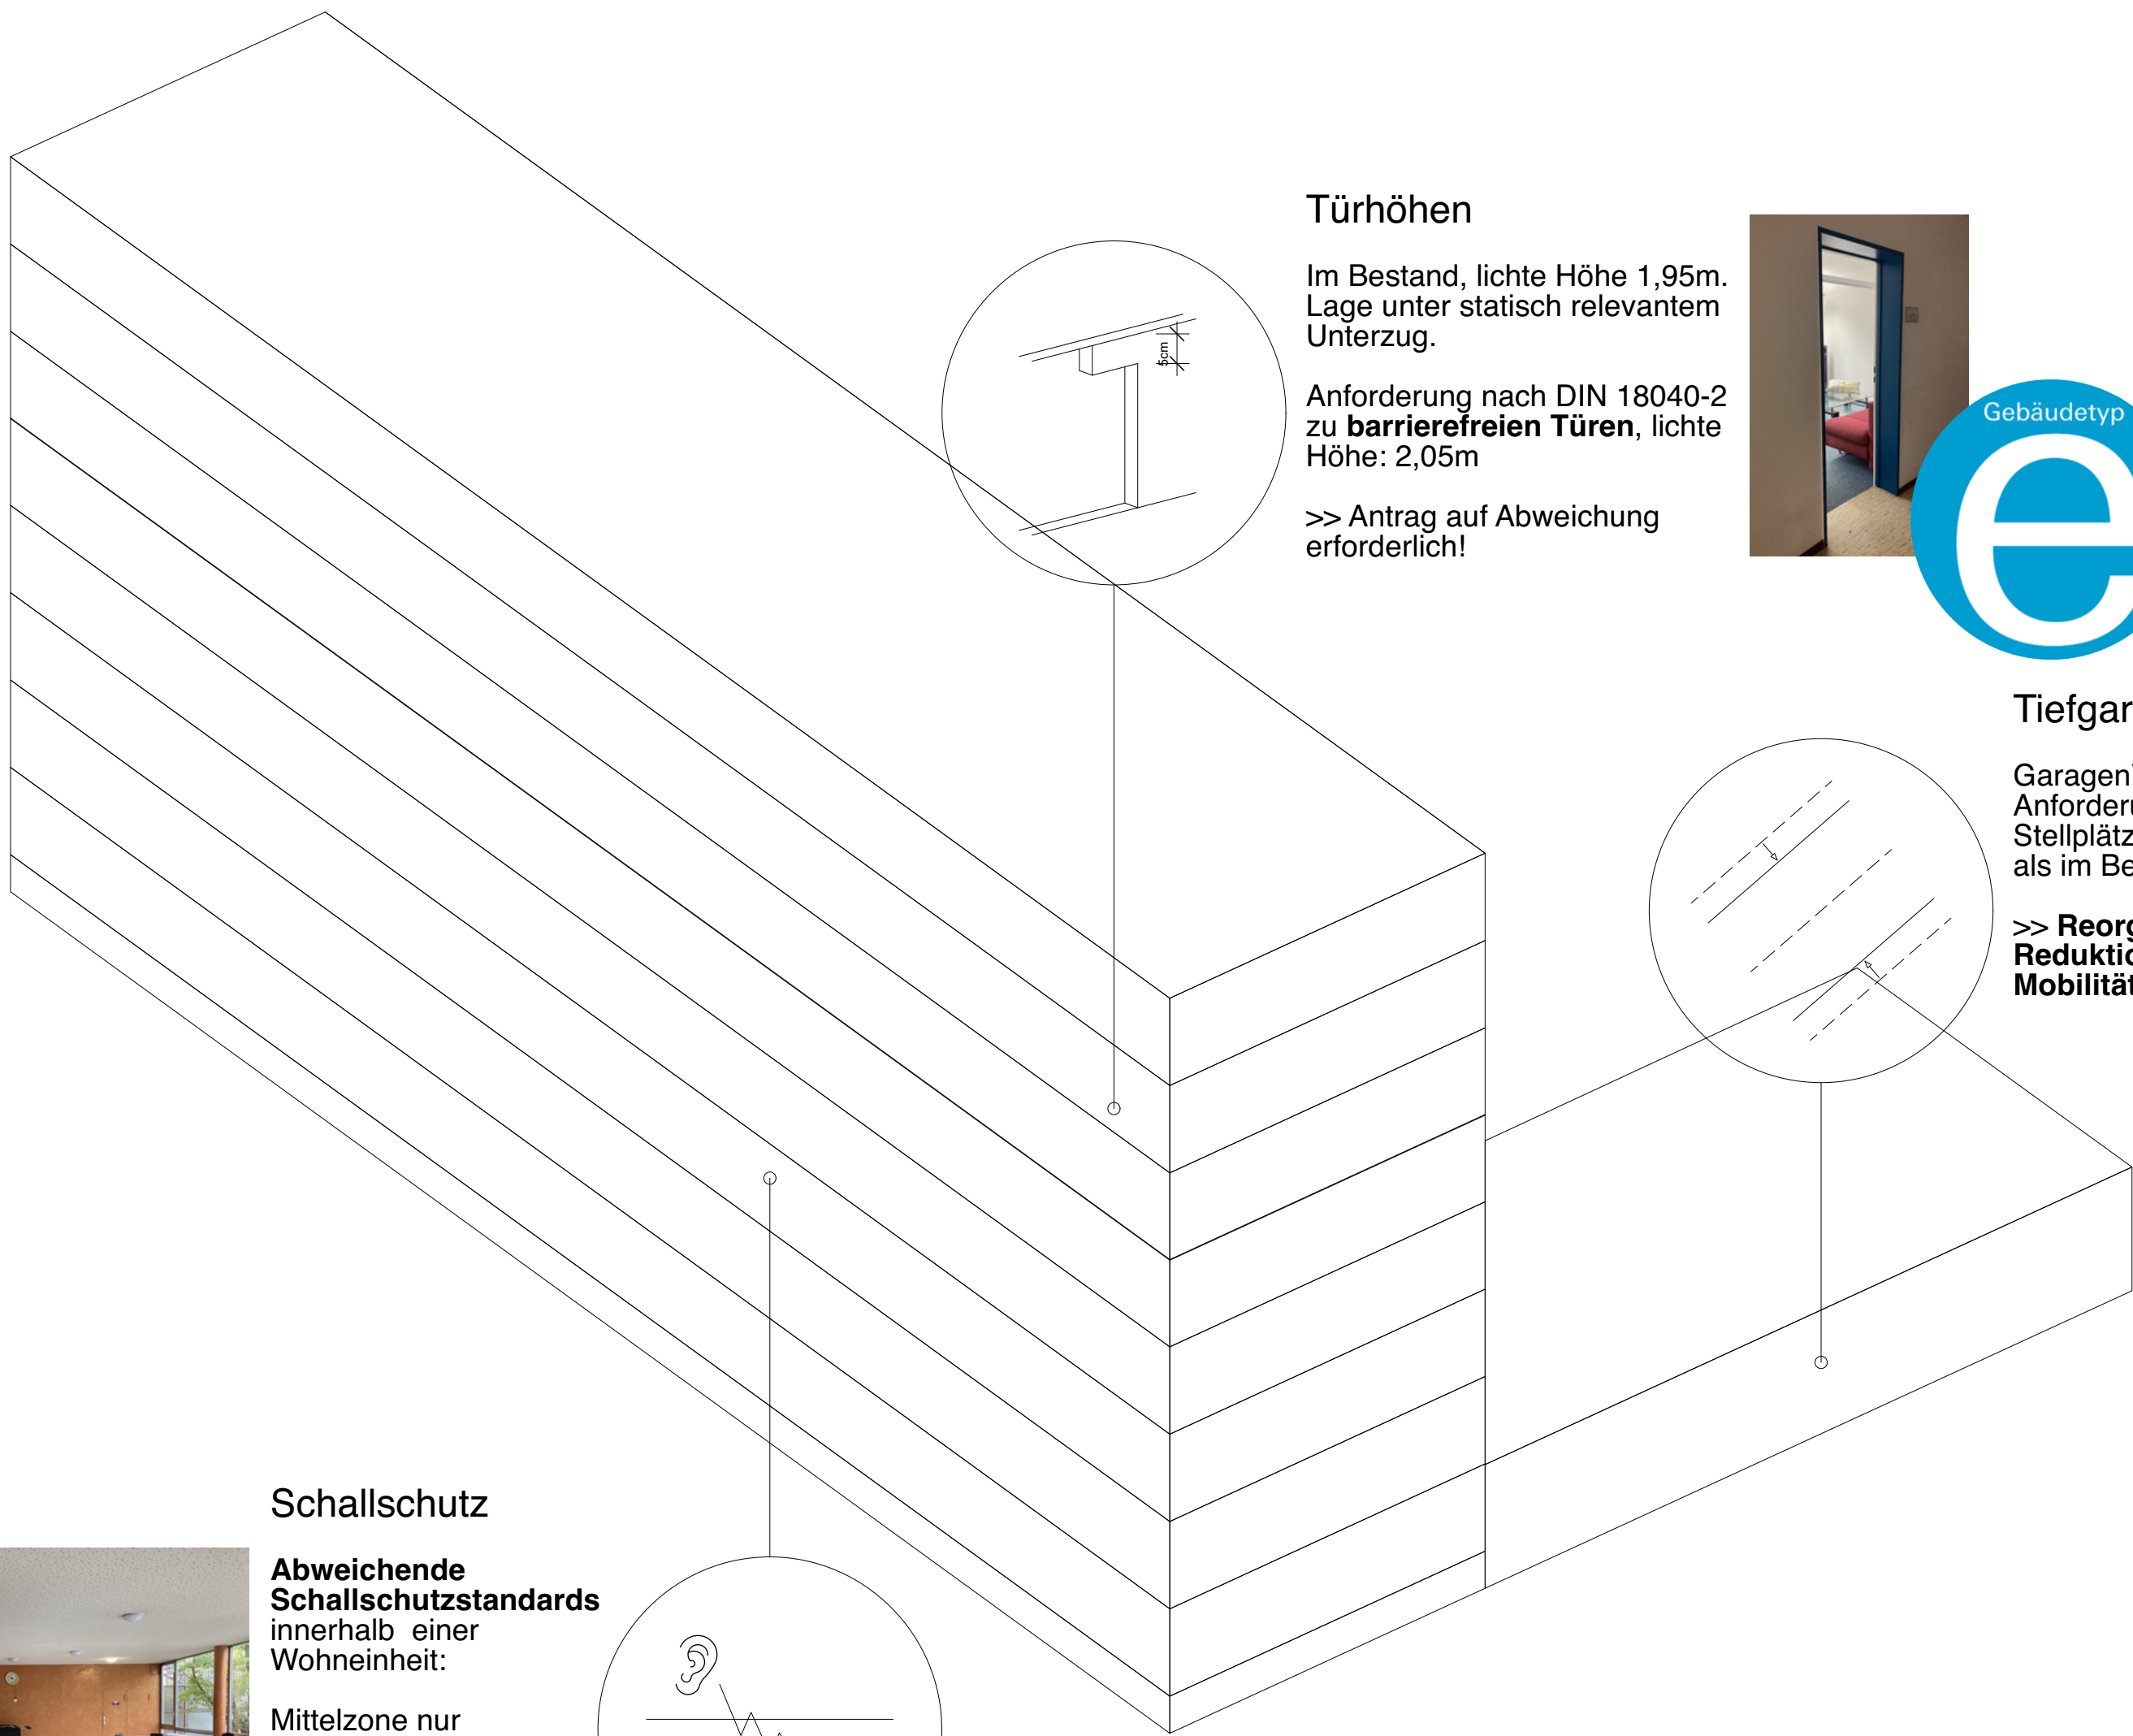 Türhöhen
Im Bestand, lichte Höhe 1,95m.
Lage unter statisch relevantem
Unterzug.
Anforderung nach DIN 18040-2
zu barrierefreien Türen, lichte
Höhe: 2,05m
>> Antrag auf Abweichung
erforderlich!
5cm
Gebäudetyp
e
Tiefgar
Garagen
Anforderu
Stellplätz
als im Be
>> Reorg
Reduktio
Mobilität
Schallschutz
Abweichende
Schallschutzstandards
innerhalb einer
Wohneinheit:
Mittelzone nur